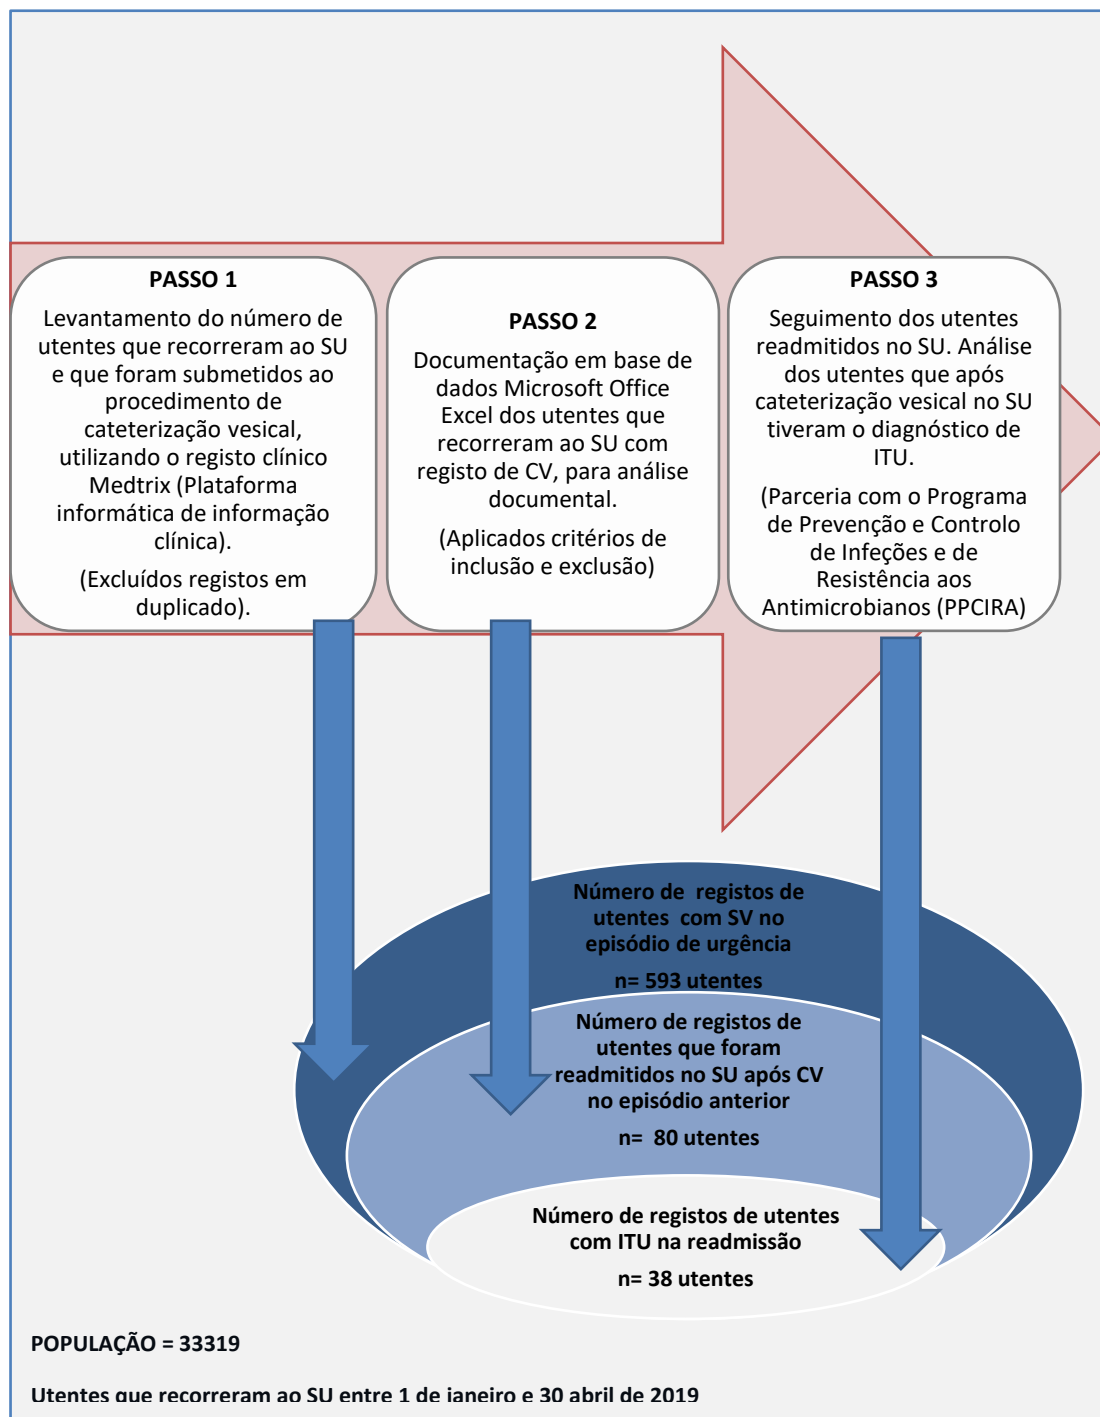 PASSO 1
Levantamento do número de
utentes que recorreram ao SU
e que foram submetidos ao
procedimento de
cateterização vesical,
utilizando o registo clínico
Medtrix (Plataforma
informática de informação
clínica).
(Excluídos registos em
duplicado).
PASSO 2
Documentação em base de
dados Microsoft Office
Excel dos utentes que
recorreram ao SU com
registo de CV, para análise
documental.
(Aplicados critérios de
inclusão e exclusão)
PASSO 3
Seguimento dos utentes
readmitidos no SU. Análise
dos utentes que após
cateterização vesical no SU
tiveram o diagnóstico de
ITU.
(Parceria com o Programa
de Prevenção e Controlo
de Infeções e de
Resistência aos
Antimicrobianos (PPCIRA)
Número de registos de
utentes com SV no
episódio de urgência
n= 593 utentes
Número de registos de
utentes que foram
readmitidos no SU após CV
no episódio anterior
n= 80 utentes
Número de registos de utentes
com ITU na readmissão
n= 38 utentes
POPULAÇÃO = 33319
Utentes que recorreram ao SU entre 1 de janeiro e 30 abril de 2019